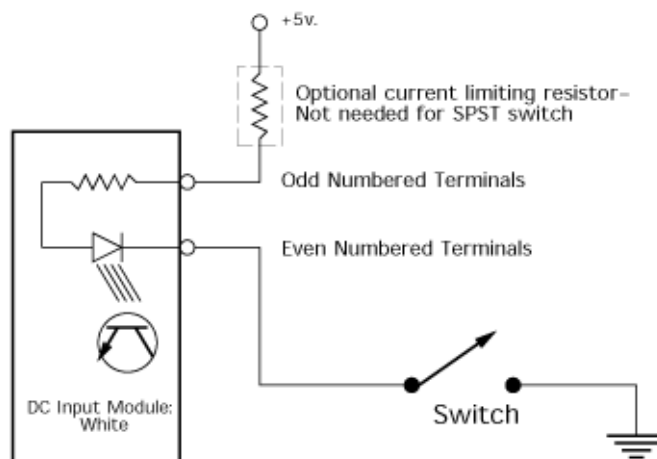 +5v.
Optional current limiting resistor–
Not needed for SPST switch
Odd Numbered Terminals
Even Numbered Terminals
DC Input Module:
White
Switch